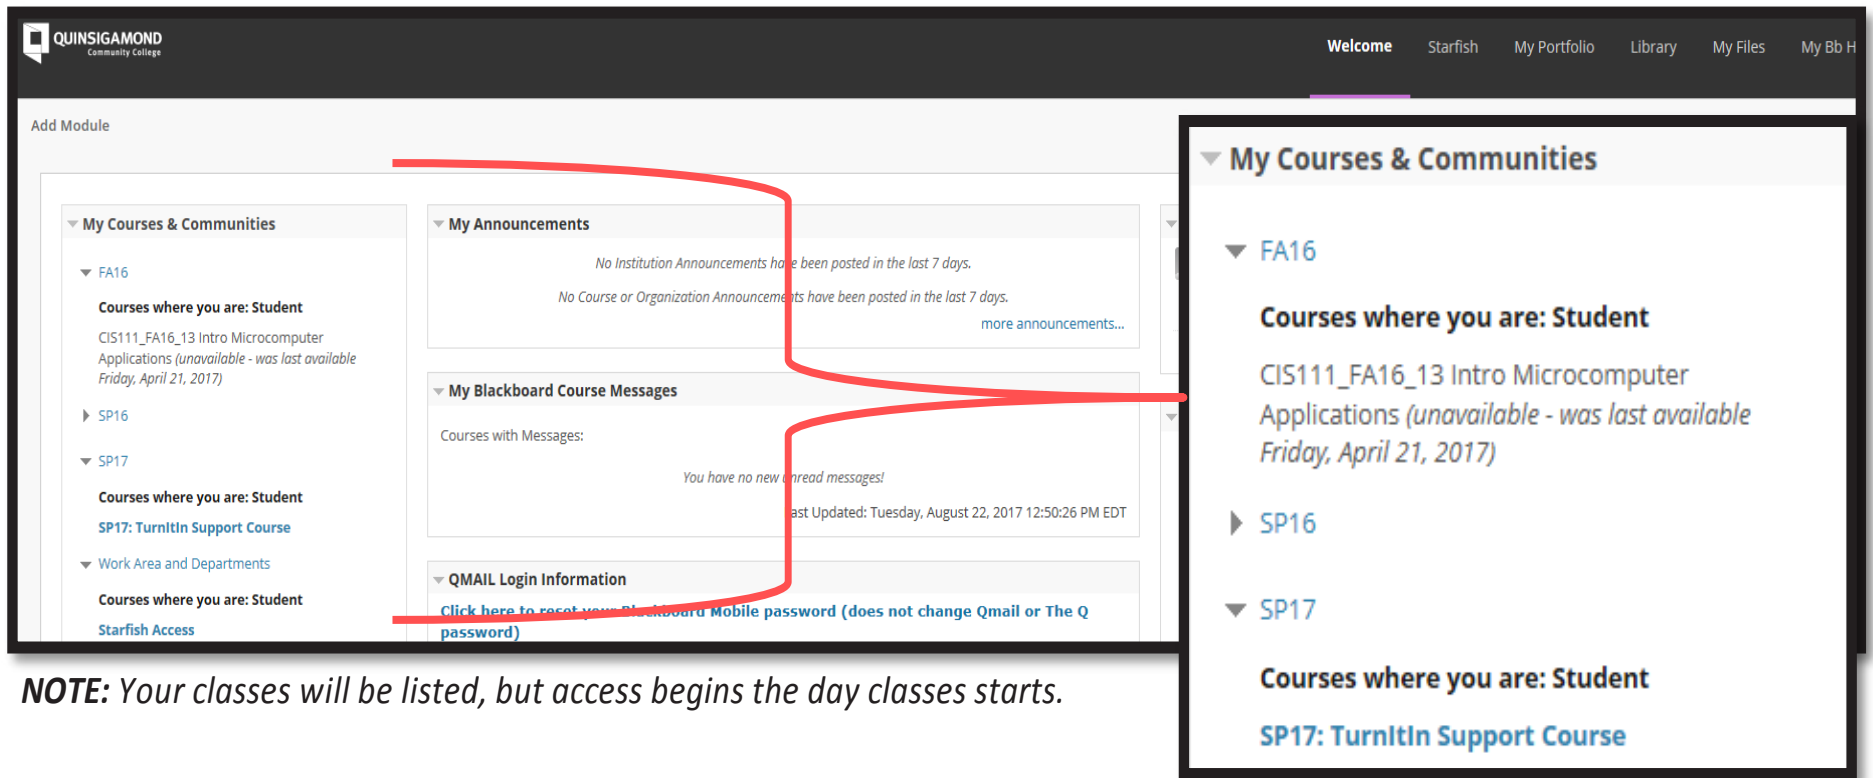 QUINSIGAMOND
Community College
Welcome Starfish My Portfolio Library My Files My Bb H
Add Module
My Courses & Communities
FA16
Courses where you are: Student
CIS111_FA16_13 Intro Microcomputer
Applications (unavailable - was last available
Friday, April 21, 2017)
SP16
SP17
Courses where you are: Student
SP17: TurnItIn Support Course
Work Area and Departments
Courses where you are: Student
Starfish Access
My Announcements
No Institution Announcements have been posted in the last 7 days.
No Course or Organization Announcements have been posted in the last 7 days.
more announcements...
My Blackboard Course Messages
Courses with Messages:
You have no new unread messages!
Last Updated: Tuesday, August 22, 2017 12:50:26 PM EDT
QMAIL Login Information
Click here to reset your Blackboard Mobile password (does not change Qmail or The Q
password)
My Courses & Communities
FA16
Courses where you are: Student
CIS111_FA16_13 Intro Microcomputer
Applications (unavailable - was last available
Friday, April 21, 2017)
SP16
SP17
Courses where you are: Student
SP17: TurnItIn Support Course
NOTE: Your classes will be listed, but access begins the day classes starts.